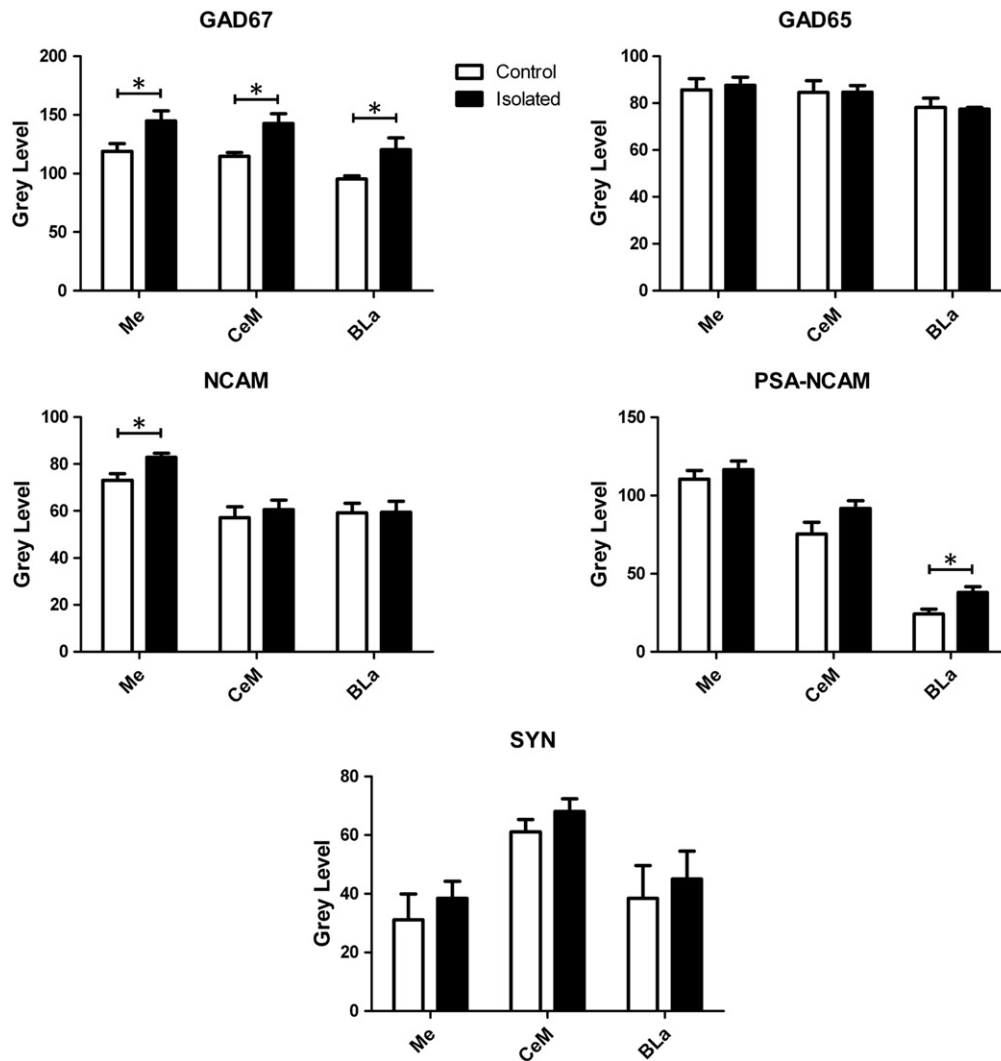 GAD67
Grey Level
200
150
100
50
0
*
*
*
Me
CeM
BLa
Control
Isolated
GAD65
Grey Level
100
80
60
40
20
0
Me
CeM
BLa
NCAM
Grey Level
100
80
60
40
20
0
*
Me
CeM
BLa
PSA-NCAM
Grey Level
150
100
50
0
*
Me
CeM
BLa
SYN
Grey Level
80
60
40
20
0
Me
CeM
BLa